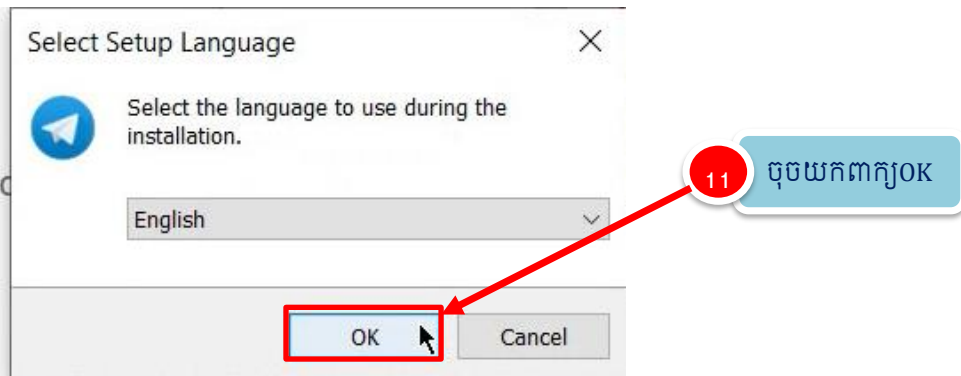 Select Setup Language
Select the language to use during the
installation.
English
OK
Cancel
11
ចុចយកពាក្យOK